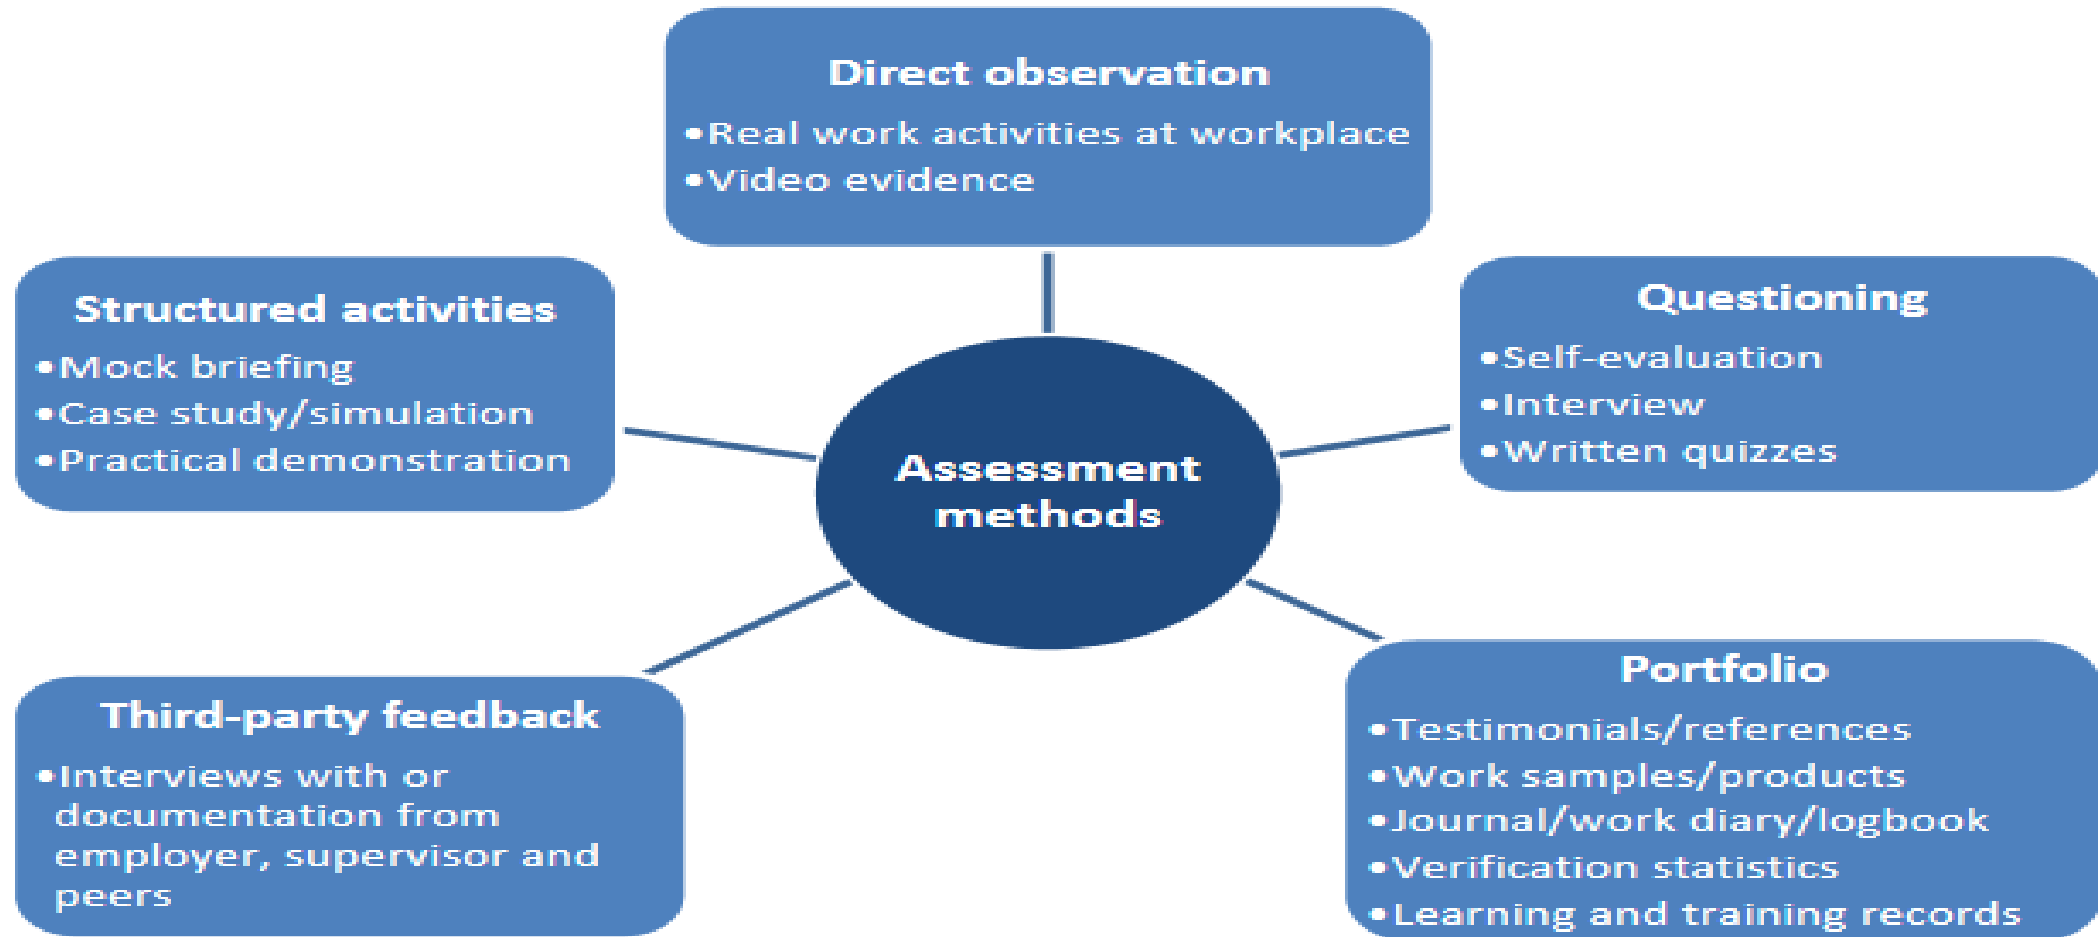 Direct observation
•Real work activities at workplace
•Video evidence
Structured activities
•Mock briefing
•Case study/simulation
•Practical demonstration
Questioning
•Self-evaluation
•Interview
•Written quizzes
Assessment
methods
Third-party feedback
•Interviews with or
documentation from
employer, supervisor and
peers
Portfolio
•Testimonials/references
•Work samples/products
•Journal/work diary/logbook
•Verification statistics
•Learning and training records